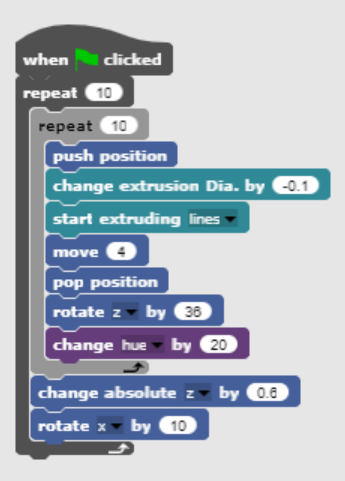 when clicked
repeat 10
repeat 10
push position
change extrusion Dia. by -0.1
start extruding lines
move 4
pop position
rotate z by 36
change hue by 20
change absolute z by 0.6
rotate x by 10